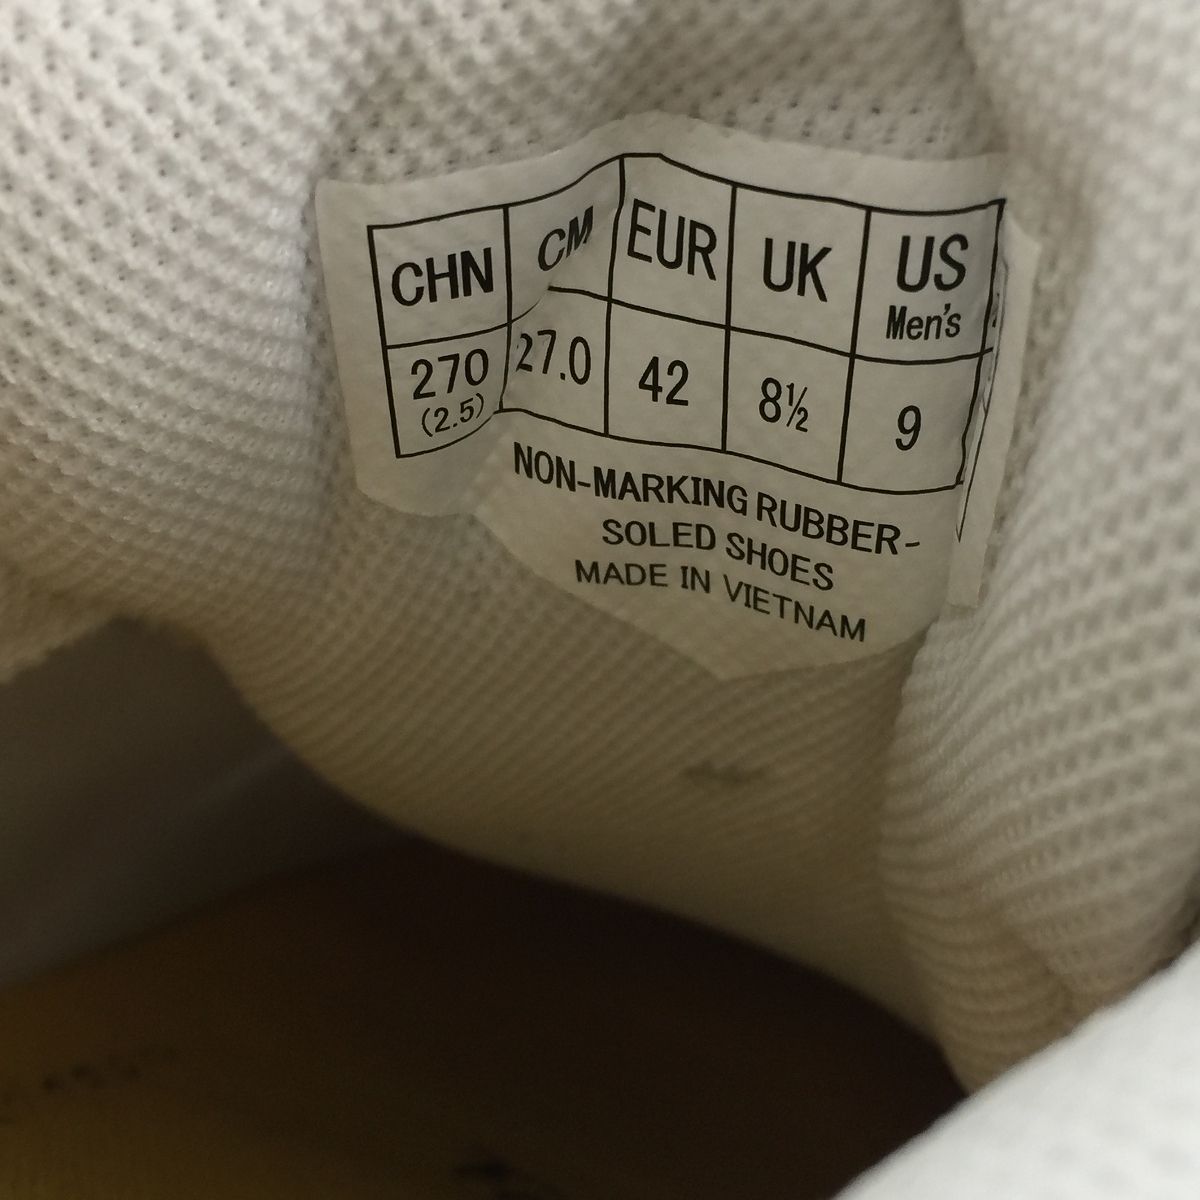 CHN CM EUR UK US
Men's
270 27.0 42 8½ 9
(2.5)
NON-MARKING RUBBER-
SOLED SHOES
MADE IN VIETNAM